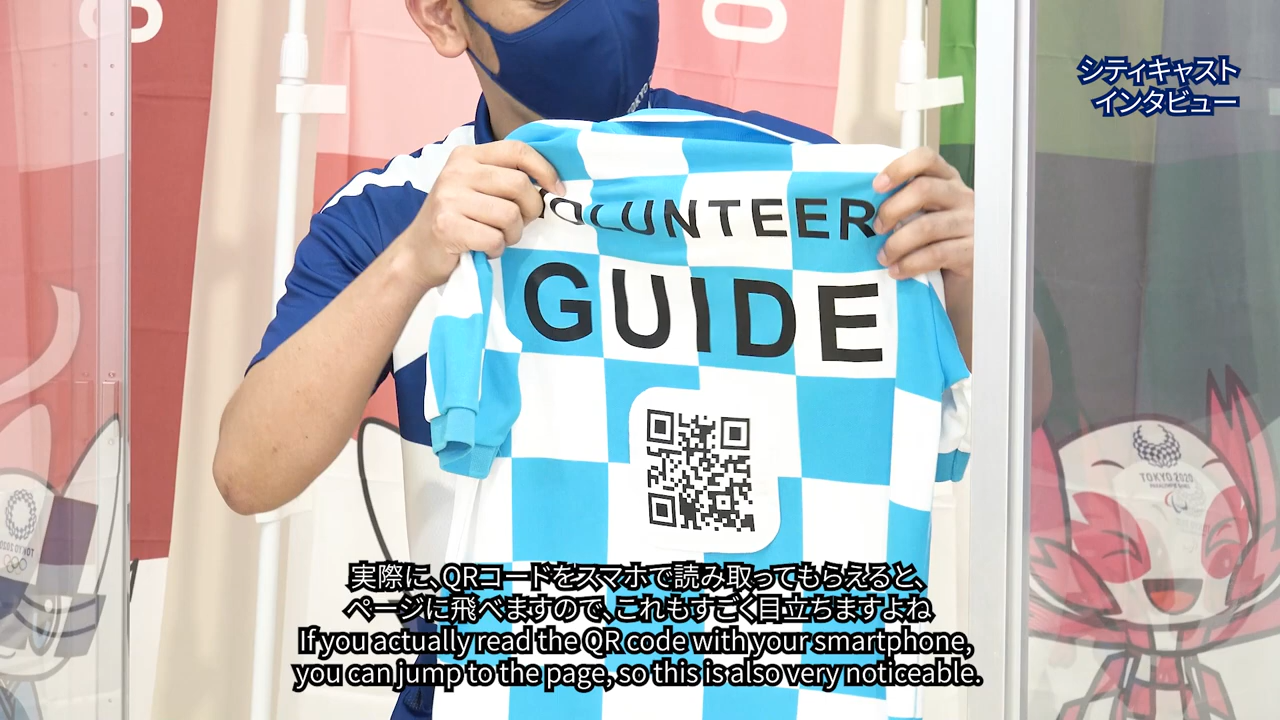 シティキャスト
インタビュー
VOLUNTEER
GUIDE
TOKYO 2020
実際に、QRコードをスマホで読み取ってもらえると、
ページに飛べますので、これもすごく目立ちますよね
If you actually read the QR code with your smartphone,
you can jump to the page, so this is also very noticeable.